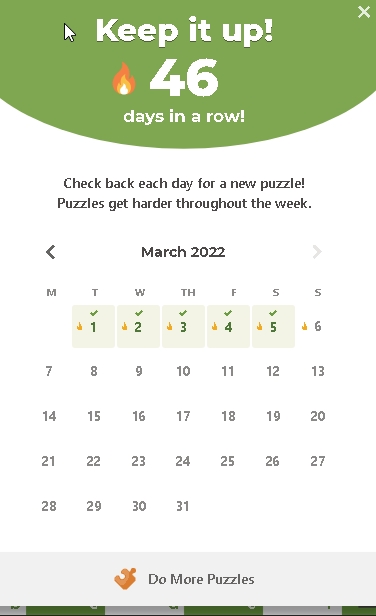 Keep it up!
46
days in a row!
Check back each day for a new puzzle!
Puzzles get harder throughout the week.
March 2022
M T W TH F S S
1 2 3 4 5 6
7 8 9 10 11 12 13
14 15 16 17 18 19 20
21 22 23 24 25 26 27
28 29 30 31
Do More Puzzles